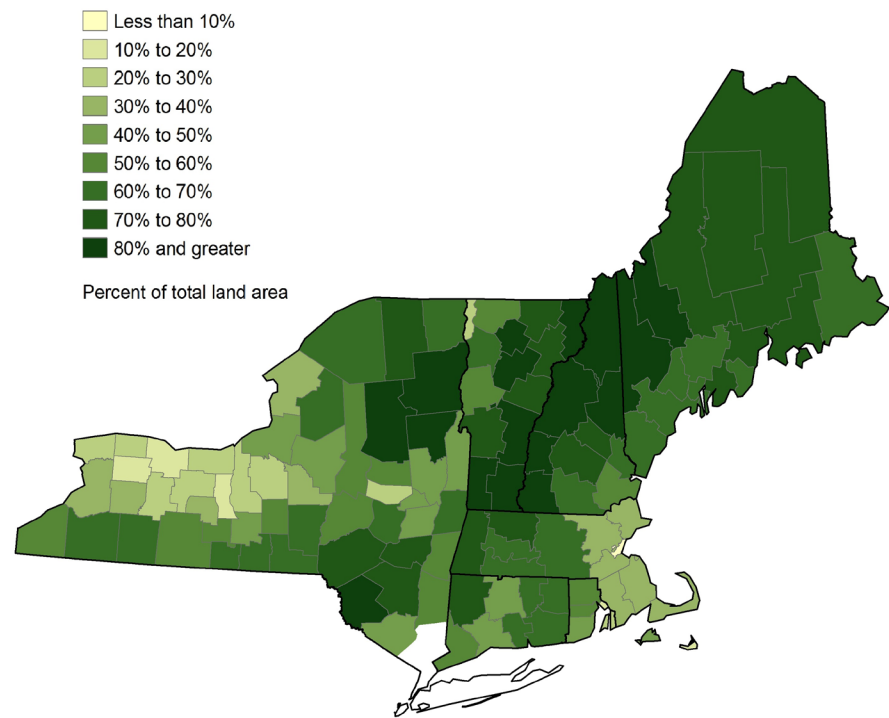 Less than 10%
10% to 20%
20% to 30%
30% to 40%
40% to 50%
50% to 60%
60% to 70%
70% to 80%
80% and greater
Percent of total land area